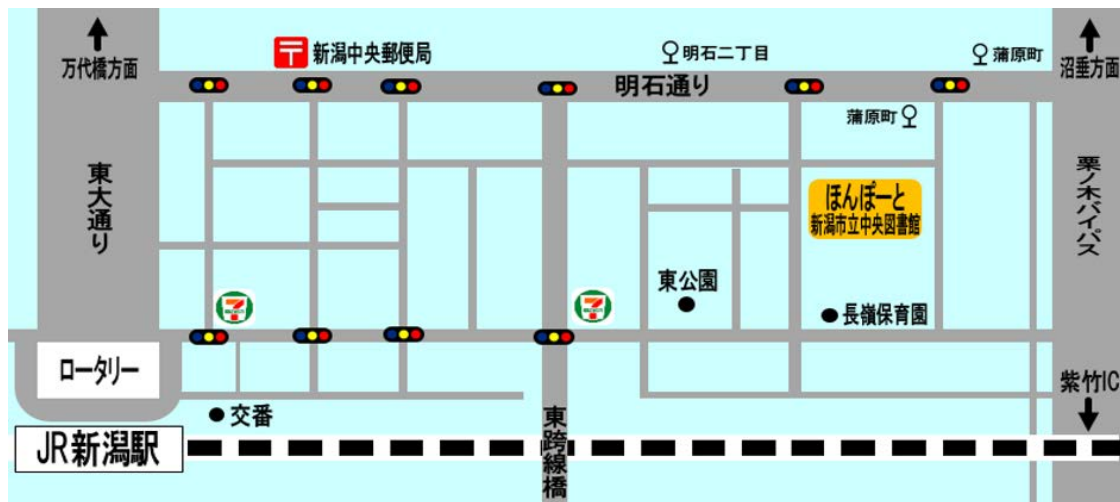 万代橋方面
新潟中央郵便局
明石二丁目
蒲原町
沼垂方面
明石通り
蒲原町
東大通り
栗ノ木バイパス
ほんぽーと
新潟市立中央図書館
東公園
長嶺保育園
ロータリー
紫竹IC
交番
東跨線橋
JR新潟駅